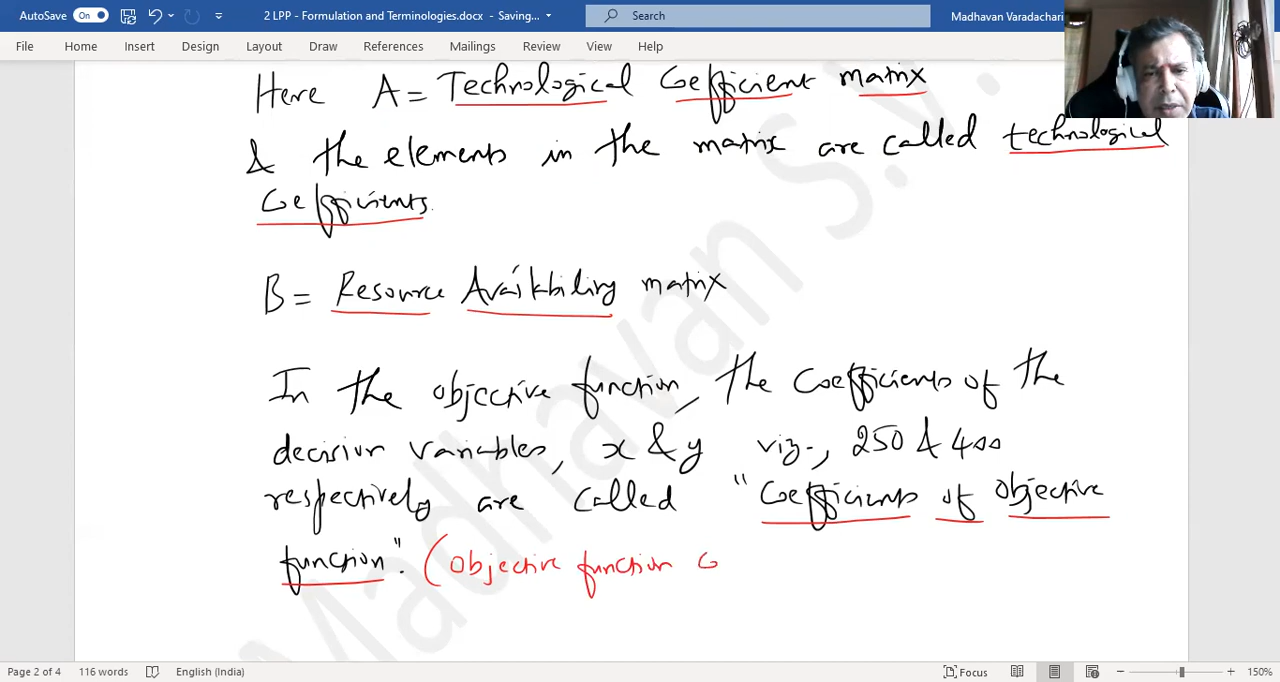 AutoSave On 2 LPP - Formulation and Terminologies.docx - Saving... Search Madhavan Varadachari
File Home Insert Design Layout Draw References Mailings Review View Help
Here A = Technological Coefficient matrix
& the elements in the matrix are called technological
Coefficients.
B = Resource Availability matrix
In the objective function, the coefficients of the
decision variables, x & y viz., 250 & 400
respectively are called "Coefficients of objective
function". (Objective function C
Madhavan S.V.
Page 2 of 4 116 words English (India) Focus 150%